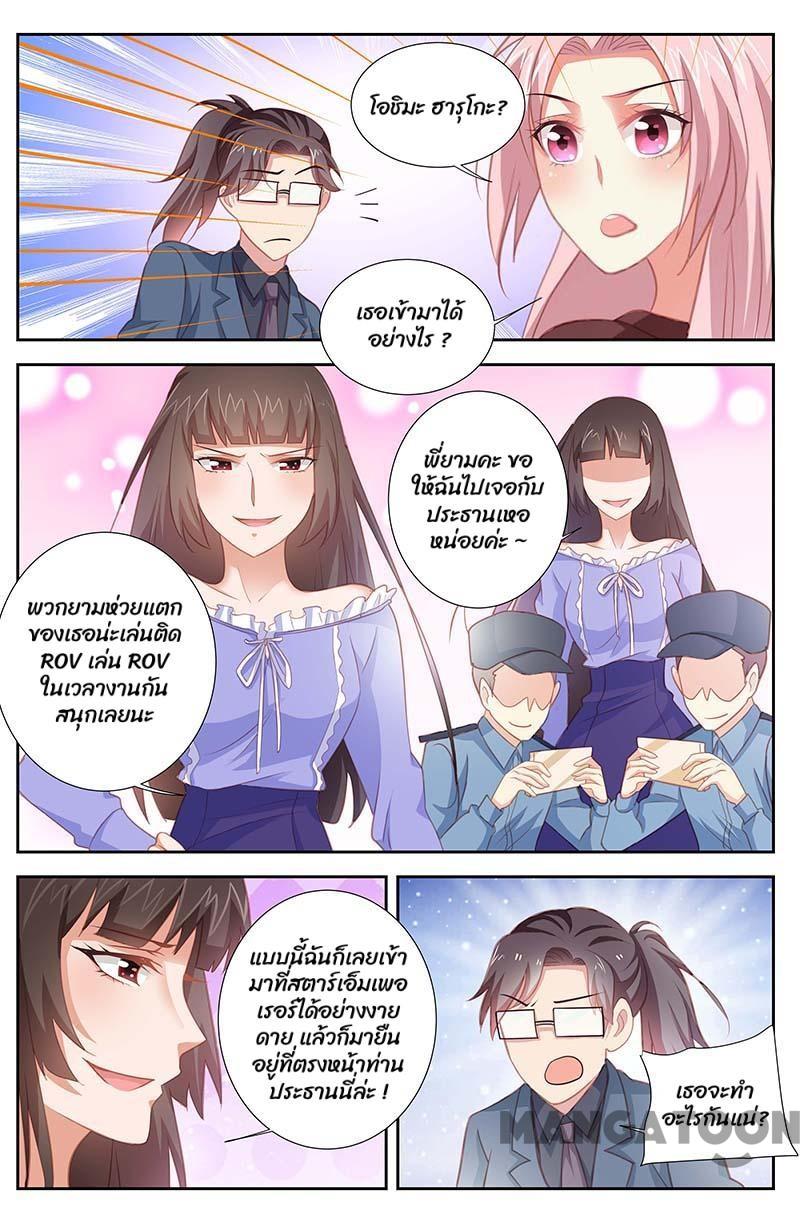 โอชิมะ ฮารุโกะ?
เธอเข้ามาได้
อย่างไร ?
พี่ยามคะ ขอ
ให้ฉันไปเจอกับ
ประธานเหอ
หน่อยค่ะ ~
พวกยามห่วยแตก
ของเธอน่ะเล่นติด
ROV เล่น ROV
ในเวลางานกัน
สนุกเลยนะ
แบบนี้ฉันก็เลยเข้า
มาที่สตาร์เอ็มเพอ
เรอร์ได้อย่างงาย
ดาย แล้วก็มายืน
อยู่ที่ตรงหน้าท่าน
ประธานนี่ล่ะ !
เธอจะทำ
อะไรกันแน่?
MANGATOON